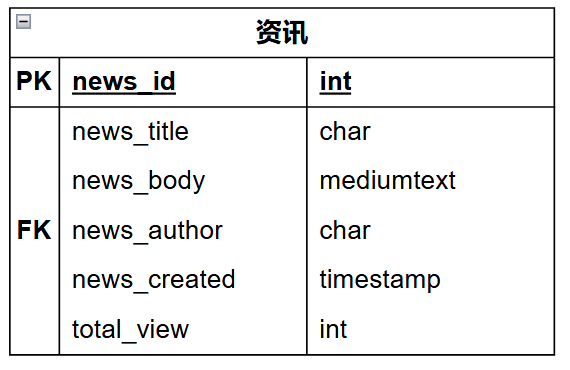 资讯
PK news_id int
news_title char
news_body mediumtext
FK news_author char
news_created timestamp
total_view int